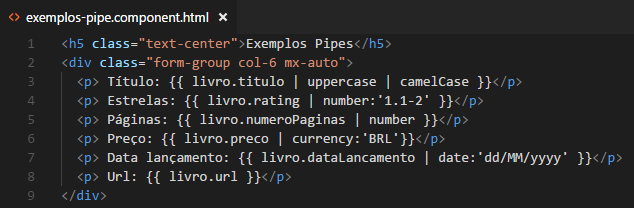 exemplos-pipe.component.html ×
1 <h5 class="text-center">Exemplos Pipes</h5>
2 <div class="form-group col-6 mx-auto">
3 <p> Título: {{ livro.titulo | uppercase | camelCase }}</p>
4 <p> Estrelas: {{ livro.rating | number:'1.1-2' }}</p>
5 <p> Páginas: {{ livro.numeroPaginas | number }}</p>
6 <p> Preço: {{ livro.preco | currency:'BRL'}}</p>
7 <p> Data lançamento: {{ livro.dataLancamento | date:'dd/MM/yyyy' }}</p>
8 <p> Url: {{ livro.url }}</p>
9 </div>